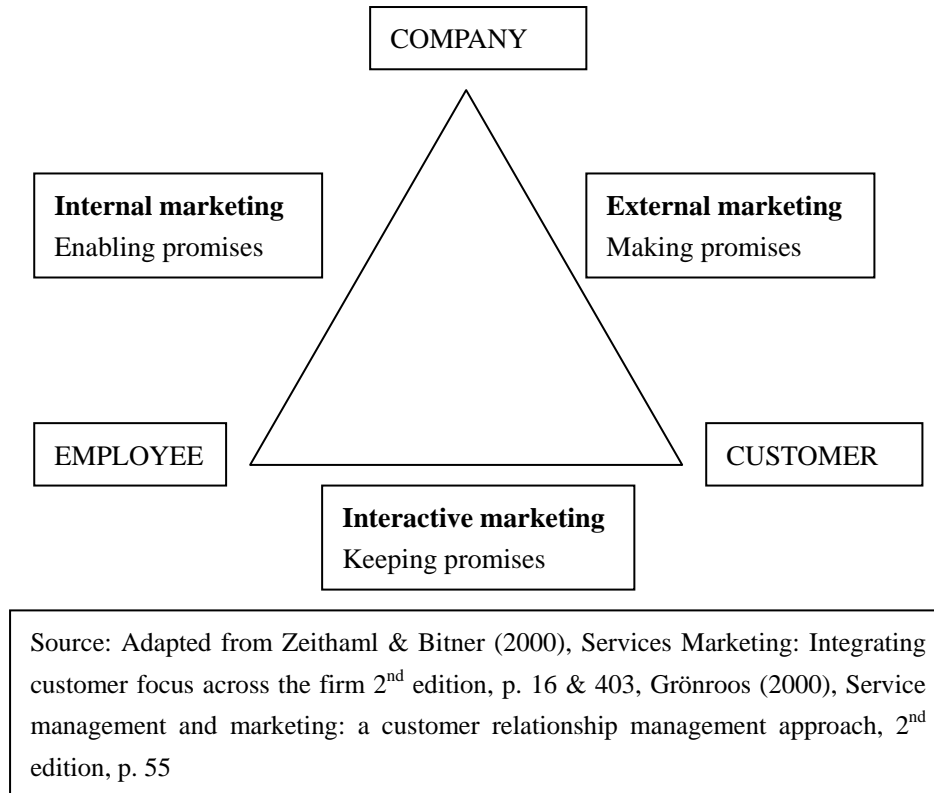 COMPANY
Internal marketing
Enabling promises
External marketing
Making promises
EMPLOYEE
CUSTOMER
Interactive marketing
Keeping promises
Source: Adapted from Zeithaml & Bitner (2000), Services Marketing: Integrating
customer focus across the firm 2nd edition, p. 16 & 403, Grönroos (2000), Service
management and marketing: a customer relationship management approach, 2nd
edition, p. 55